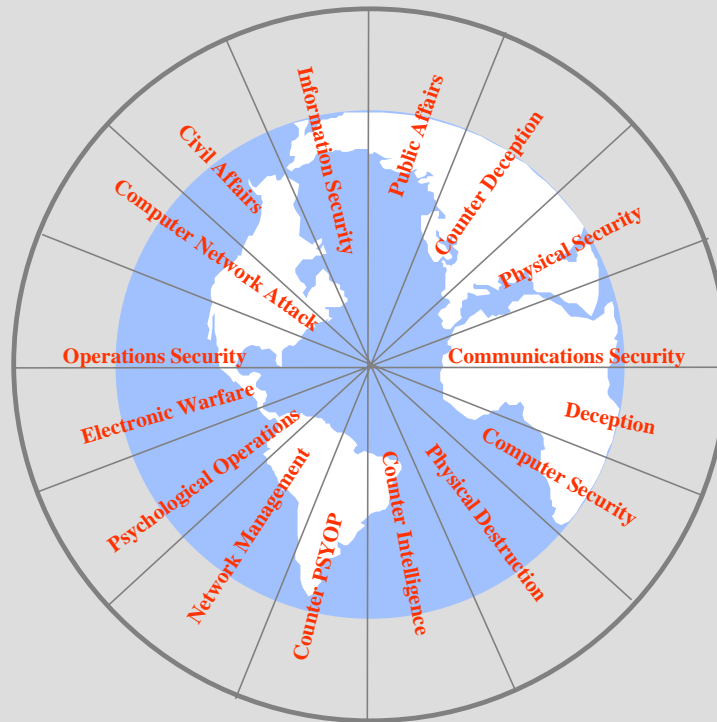 Information Security
Public Affairs
Counter Deception
Physical Security
Communications Security
Deception
Computer Security
Physical Destruction
Counter Intelligence
Counter PSYOP
Network Management
Psychological Operations
Electronic Warfare
Operations Security
Computer Network Attack
Civil Affairs